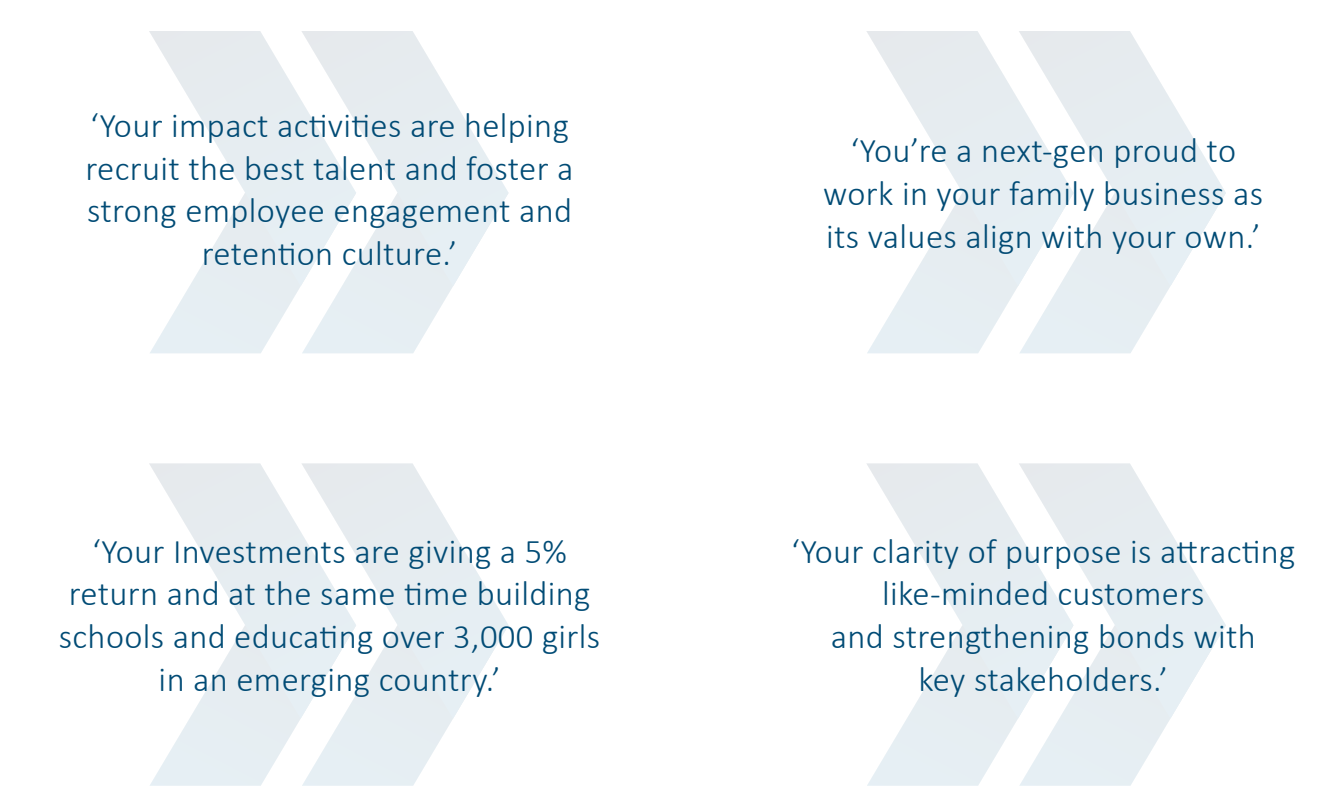 ‘Your impact activities are helping
recruit the best talent and foster a
strong employee engagement and
retention culture.’
‘You’re a next-gen proud to
work in your family business as
its values align with your own.’
‘Your Investments are giving a 5%
return and at the same time building
schools and educating over 3,000 girls
in an emerging country.’
‘Your clarity of purpose is attracting
like-minded customers
and strengthening bonds with
key stakeholders.’